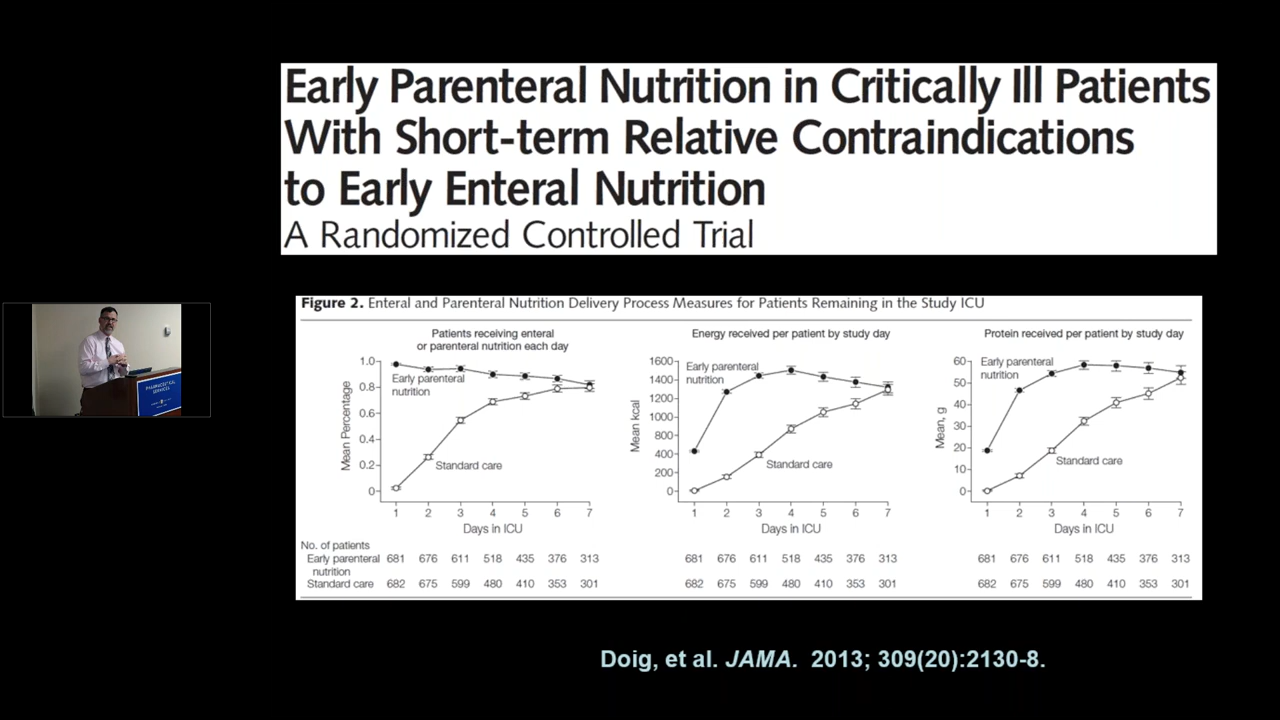 Early Parenteral Nutrition in Critically Ill Patients
With Short-term Relative Contraindications
to Early Enteral Nutrition
A Randomized Controlled Trial
Figure 2. Enteral and Parenteral Nutrition Delivery Process Measures for Patients Remaining in the Study ICU
Patients receiving enteral
or parenteral nutrition each day
Mean Percentage
1.0
0.8
0.6
0.4
0.2
0
Early parenteral
nutrition
Standard care
1 2 3 4 5 6 7
Days in ICU
Energy received per patient by study day
Mean kcal
1600
1400
1200
1000
800
600
400
200
0
Early parenteral
nutrition
Standard care
1 2 3 4 5 6 7
Days in ICU
Protein received per patient by study day
Mean, g
60
50
40
30
20
10
0
Early parenteral
nutrition
Standard care
1 2 3 4 5 6 7
Days in ICU
No. of patients
Early parenteral 681 676 611 518 435 376 313 681 676 611 518 435 376 313 681 676 611 518 435 376 313
nutrition
Standard care 682 675 599 480 410 353 301 682 675 599 480 410 353 301 682 675 599 480 410 353 301
PHARMACEUTICAL
SERVICES
Doig, et al. JAMA. 2013; 309(20):2130-8.